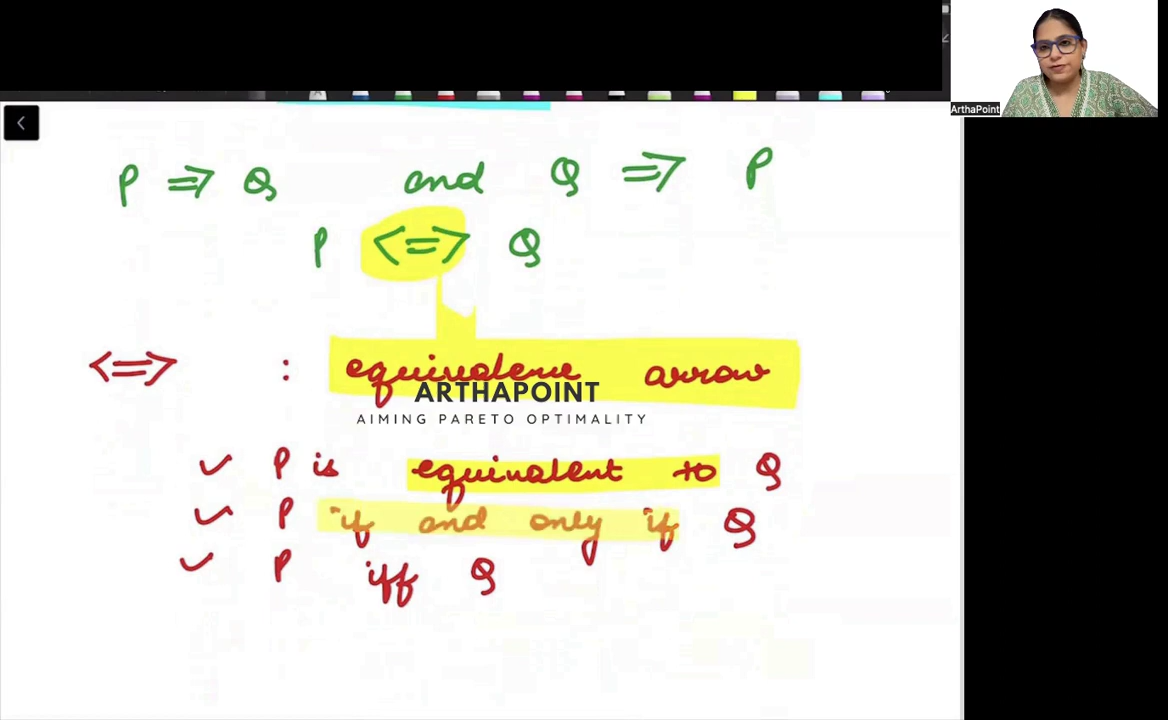 ArthaPoint
P ⇒ Q and Q ⇒ P
P <=> Q
<=> : equivalence arrow
ARTHAPOINT
AIMING PARETO OPTIMALITY
✓ P is equivalent to Q
✓ P if and only if Q
✓ P iff Q